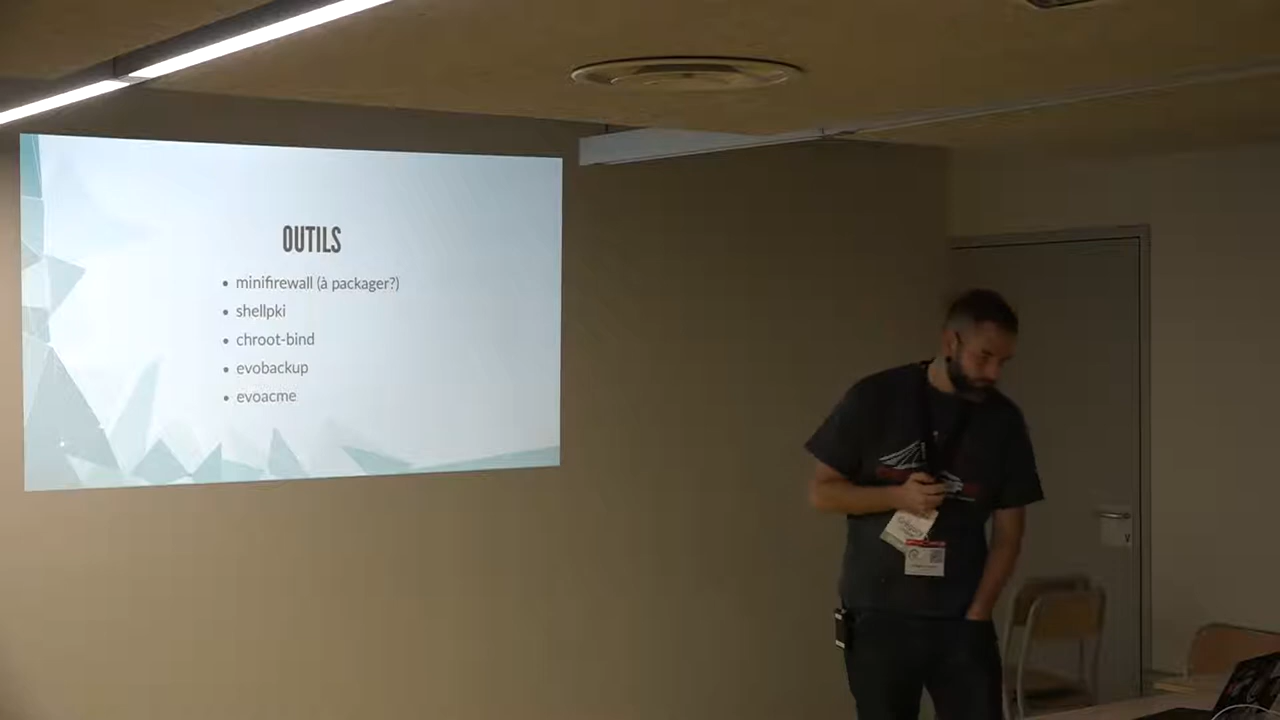 OUTILS
minifirewall (à packager?)
shellpki
chroot-bind
evobackup
evoacme